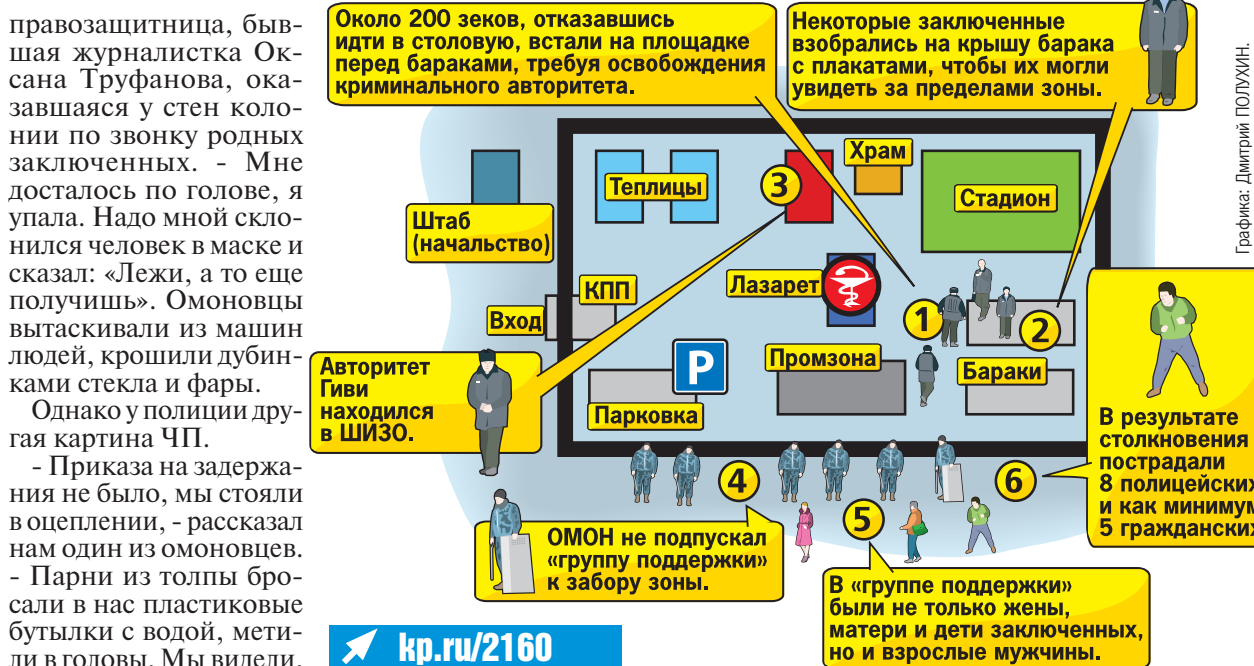 правозащитница, быв-
шая журналистка Ок-
сана Труфанова, ока-
завшаяся у стен коло-
нии по звонку родных
заключенных. - Мне
досталось по голове, я
упала. Надо мной скло-
нился человек в маске и
сказал: «Лежи, а то еще
получишь». Омоновцы
вытаскивали из машин
людей, крошили дубин-
ками стекла и фары.
Однако у полиции дру-
гая картина ЧП.
- Приказа на задержа-
ния не было, мы стояли
в оцеплении, - рассказал
нам один из омоновцев.
- Парни из толпы бро-
сали в нас пластиковые
бутылки с водой, мети-
ли в головы. Мы видели,
Около 200 зеков, отказавшись
идти в столовую, встали на площадке
перед бараками, требуя освобождения
криминального авторитета.
Некоторые заключенные
взобрались на крышу барака
с плакатами, чтобы их могли
увидеть за пределами зоны.
Графика: Дмитрий ПОЛУХИН.
Штаб
(начальство)
Теплицы
3
Храм
Стадион
КПП
Вход
Лазарет
1
2
Авторитет
Гиви
находился
в ШИЗО.
P
Парковка
Промзона
Бараки
В результате
столкновения
пострадали
8 полицейских
и как минимум
5 гражданских
4
5
6
ОМОН не подпускал
«группу поддержки»
к забору зоны.
В «группе поддержки»
были не только жены,
матери и дети заключенных,
но и взрослые мужчины.
kp.ru/2160